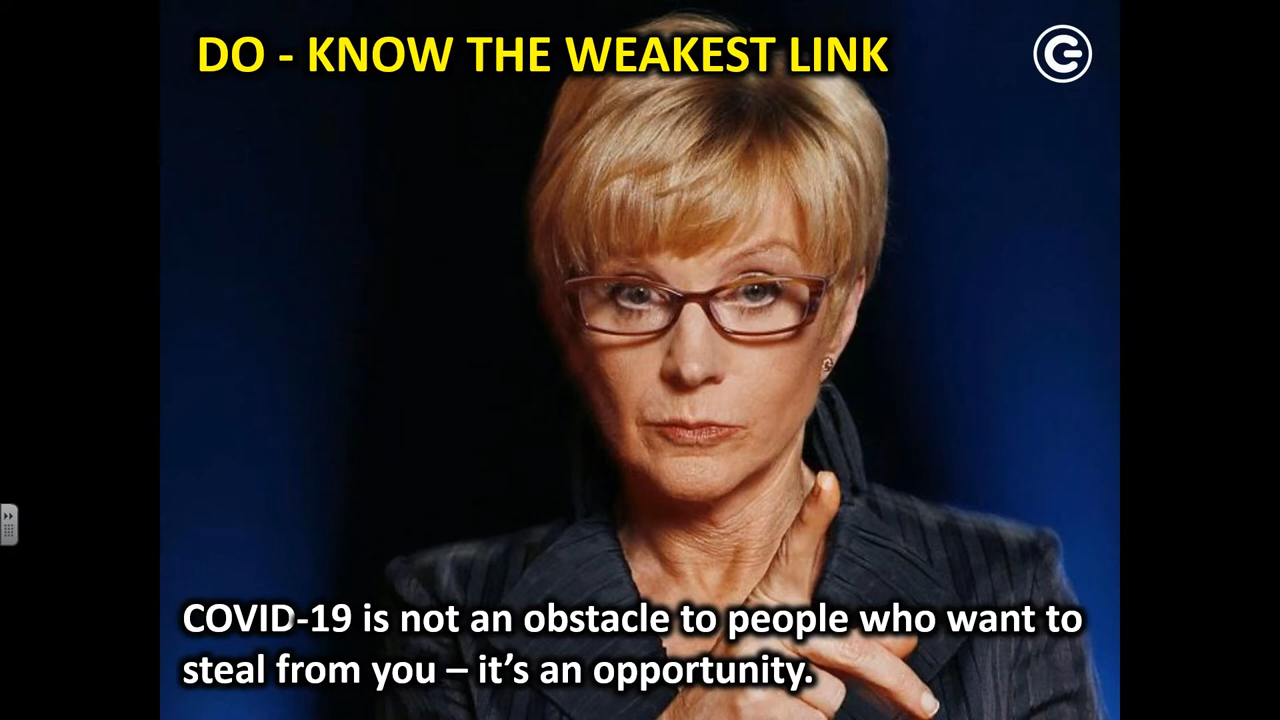 DO - KNOW THE WEAKEST LINK
COVID-19 is not an obstacle to people who want to
steal from you – it's an opportunity.